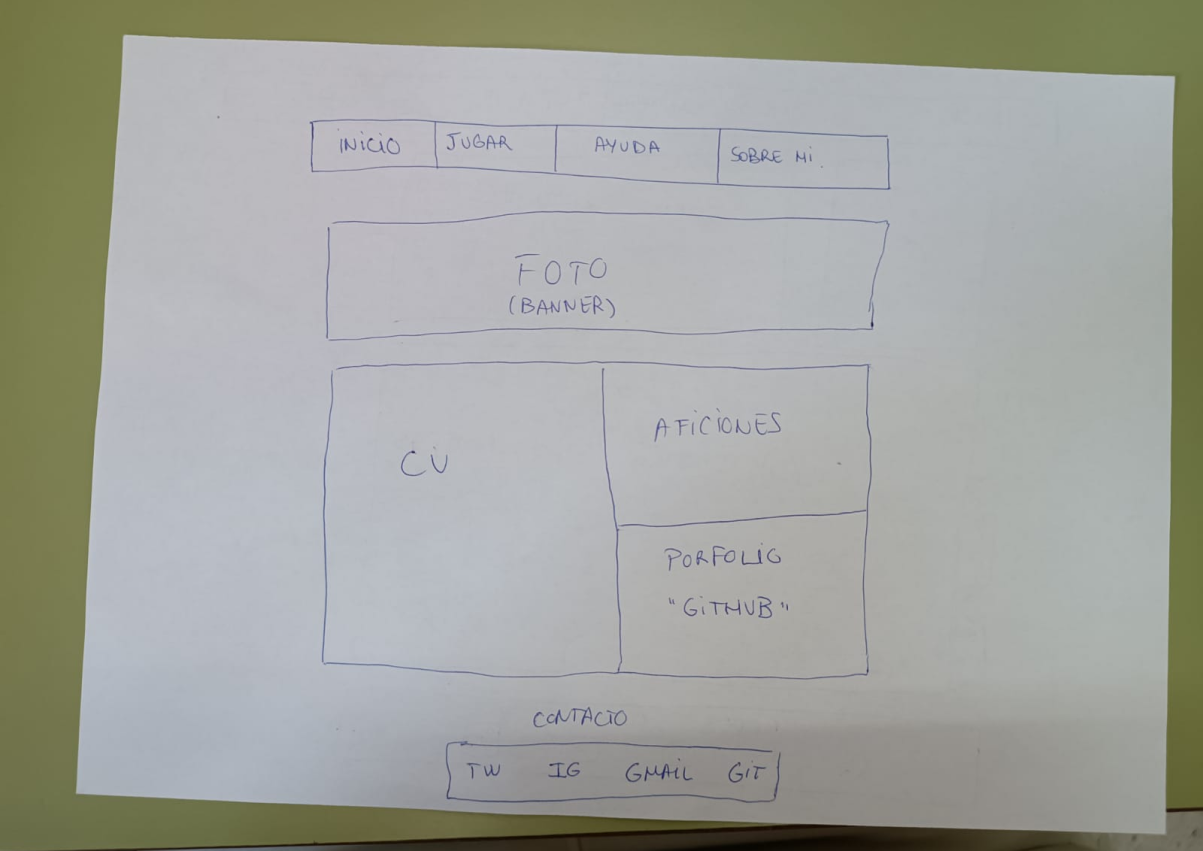 INICIO
JUGAR
AYUDA
SOBRE MI.
FOTO
(BANNER)
CV
AFICIONES
PORFOLIO
"GITHUB"
CONTACTO
TW IG GMAIL GIT